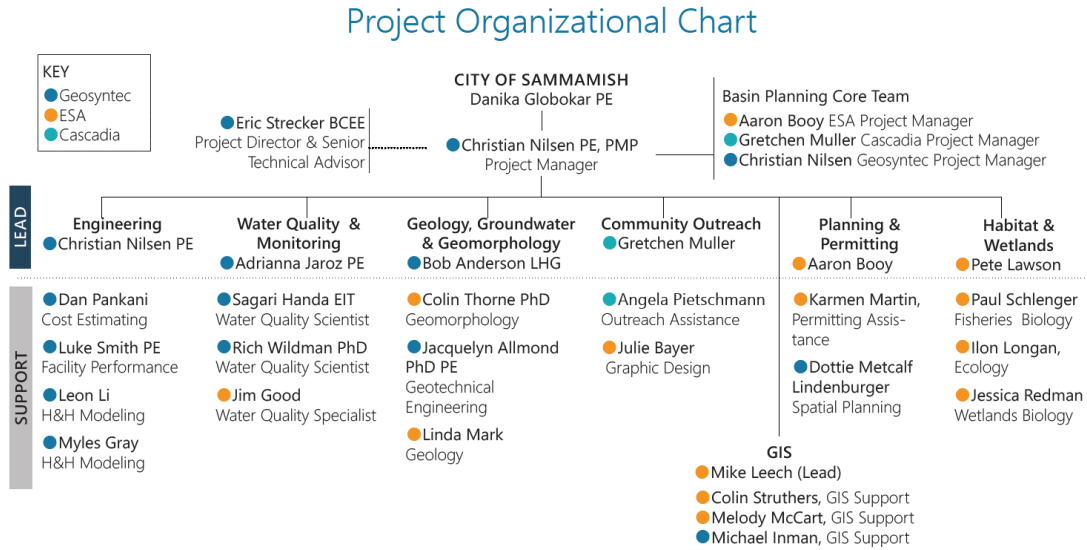 Project Organizational Chart
KEY
Geosyntec
ESA
Cascadia
CITY OF SAMMAMISH
Danika Globokar PE
Eric Strecker BCEE
Project Director & Senior
Technical Advisor
Christian Nilsen PE, PMP
Project Manager
Basin Planning Core Team
Aaron Booy ESA Project Manager
Gretchen Muller Cascadia Project Manager
Christian Nilsen Geosyntec Project Manager
LEAD
Engineering
Christian Nilsen PE
Water Quality &
Monitoring
Adrianna Jaroz PE
Geology, Groundwater
& Geomorphology
Bob Anderson LHG
Community Outreach
Gretchen Muller
Planning &
Permitting
Aaron Booy
Habitat &
Wetlands
Pete Lawson
SUPPORT
Dan Pankani
Cost Estimating
Luke Smith PE
Facility Performance
Leon Li
H&H Modeling
Myles Gray
H&H Modeling
Sagari Handa EIT
Water Quality Scientist
Rich Wildman PhD
Water Quality Scientist
Jim Good
Water Quality Specialist
Colin Thorne PhD
Geomorphology
Jacquelyn Allmond
PhD PE
Geotechnical
Engineering
Linda Mark
Geology
Angela Pietschmann
Outreach Assistance
Julie Bayer
Graphic Design
Karmen Martin,
Permitting Assis-
tance
Dottie Metcalf
Lindenburger
Spatial Planning
Paul Schlenger
Fisheries Biology
Ilon Longan,
Ecology
Jessica Redman
Wetlands Biology
GIS
Mike Leech (Lead)
Colin Struthers, GIS Support
Melody McCart, GIS Support
Michael Inman, GIS Support